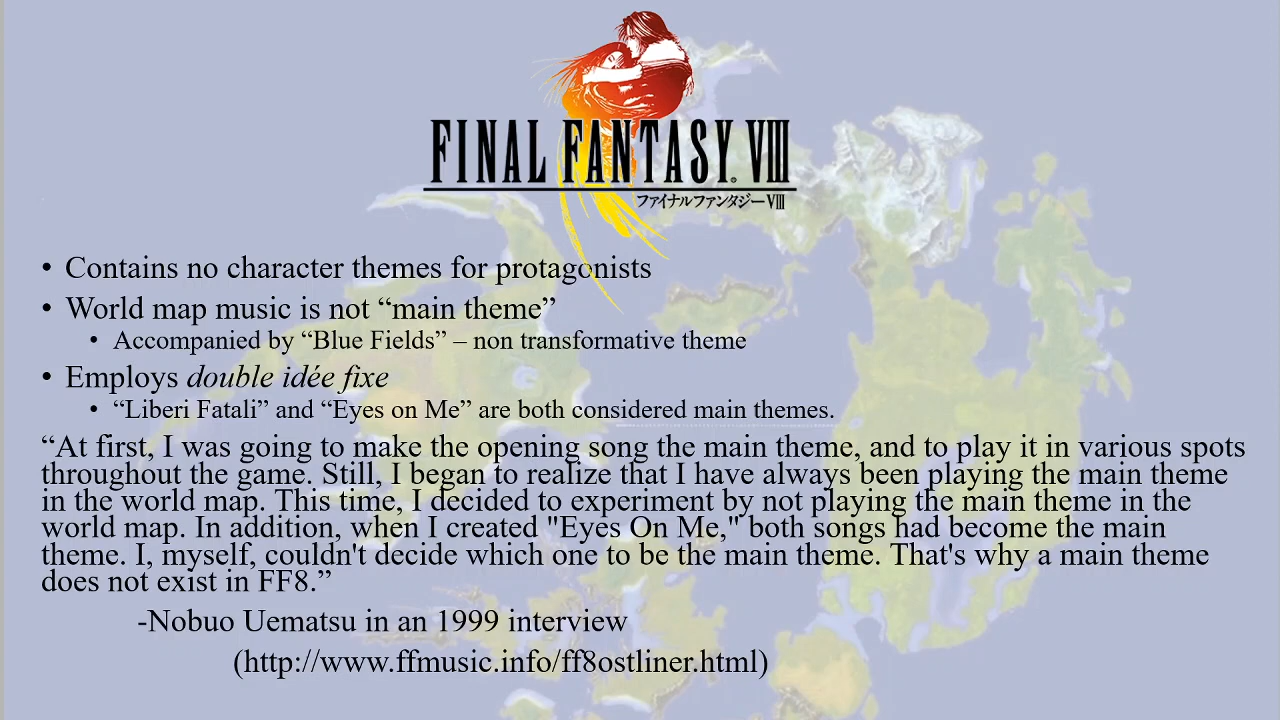 FINAL FANTASY. VIII
ファイナルファンタジーVIII
• Contains no character themes for protagonists
• World map music is not “main theme”
• Accompanied by “Blue Fields” – non transformative theme
• Employs double idée fixe
• “Liberi Fatali” and “Eyes on Me” are both considered main themes.
“At first, I was going to make the opening song the main theme, and to play it in various spots
throughout the game. Still, I began to realize that I have always been playing the main theme
in the world map. This time, I decided to experiment by not playing the main theme in the
world map. In addition, when I created "Eyes On Me," both songs had become the main
theme. I, myself, couldn't decide which one to be the main theme. That's why a main theme
does not exist in FF8.”
-Nobuo Uematsu in an 1999 interview
(http://www.ffmusic.info/ff8ostliner.html)